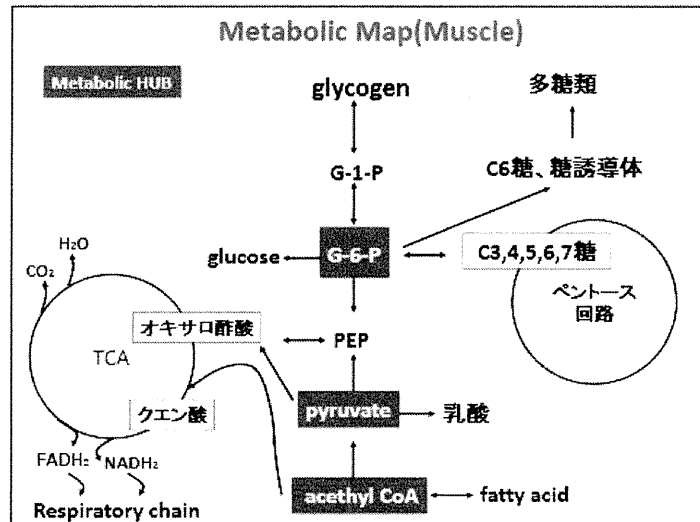 Metabolic Map(Muscle)
Metabolic HUB
glycogen
多糖類
G-1-P
C6糖、糖誘導体
H₂O
CO₂
glucose
G-6-P
C3,4,5,6,7糖
ペントース
回路
オキサロ酢酸
PEP
TCA
クエン酸
pyruvate
乳酸
FADH₂
NADH₂
acethyl CoA
fatty acid
Respiratory chain